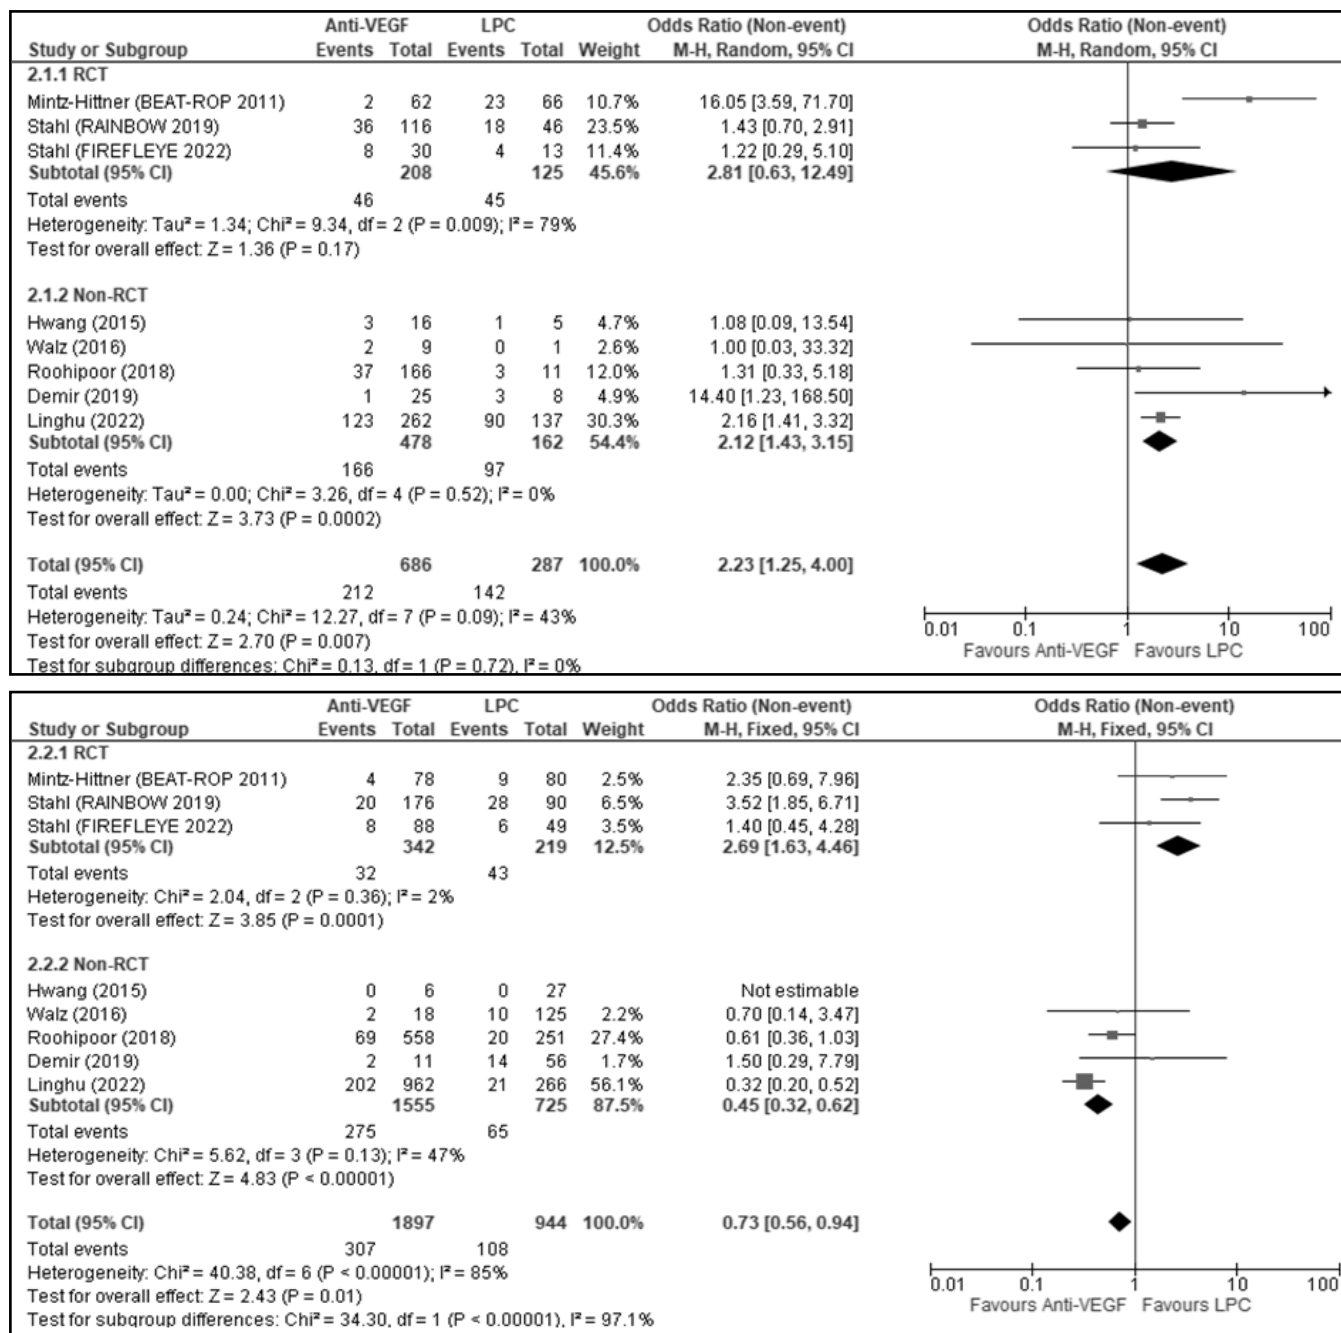 Anti-VEGF LPC Odds Ratio (Non-event) Odds Ratio (Non-event)
Study or Subgroup Events Total Events Total Weight M-H, Random, 95% CI M-H, Random, 95% CI
2.1.1 RCT
Mintz-Hittner (BEAT-ROP 2011) 2 62 23 66 10.7% 16.05 [3.59, 71.70]
Stahl (RAINBOW 2019) 36 116 18 46 23.5% 1.43 [0.70, 2.91]
Stahl (FIREFLEYE 2022) 8 30 4 13 11.4% 1.22 [0.29, 5.10]
Subtotal (95% CI) 208 125 45.6% 2.81 [0.63, 12.49]
Total events 46 45
Heterogeneity: Tau² = 1.34; Chi² = 9.34, df = 2 (P = 0.009); I² = 79%
Test for overall effect: Z = 1.36 (P = 0.17)
2.1.2 Non-RCT
Hwang (2015) 3 16 1 5 4.7% 1.08 [0.09, 13.54]
Walz (2016) 2 9 0 1 2.6% 1.00 [0.03, 33.32]
Roohipoor (2018) 37 166 3 11 12.0% 1.31 [0.33, 5.18]
Demir (2019) 1 25 3 8 4.9% 14.40 [1.23, 168.50]
Linghu (2022) 123 262 90 137 30.3% 2.16 [1.41, 3.32]
Subtotal (95% CI) 478 162 54.4% 2.12 [1.43, 3.15]
Total events 166 97
Heterogeneity: Tau² = 0.00; Chi² = 3.26, df = 4 (P = 0.52); I² = 0%
Test for overall effect: Z = 3.73 (P = 0.0002)
Total (95% CI) 686 287 100.0% 2.23 [1.25, 4.00]
Total events 212 142
Heterogeneity: Tau² = 0.24; Chi² = 12.27, df = 7 (P = 0.09); I² = 43%
Test for overall effect: Z = 2.70 (P = 0.007)
Test for subgroup differences: Chi² = 0.13, df = 1 (P = 0.72), I² = 0%
0.01 0.1 1 10 100
Favours Anti-VEGF Favours LPC
Anti-VEGF LPC Odds Ratio (Non-event) Odds Ratio (Non-event)
Study or Subgroup Events Total Events Total Weight M-H, Fixed, 95% CI M-H, Fixed, 95% CI
2.2.1 RCT
Mintz-Hittner (BEAT-ROP 2011) 4 78 9 80 2.5% 2.35 [0.69, 7.96]
Stahl (RAINBOW 2019) 20 176 28 90 6.5% 3.52 [1.85, 6.71]
Stahl (FIREFLEYE 2022) 8 88 6 49 3.5% 1.40 [0.45, 4.28]
Subtotal (95% CI) 342 219 12.5% 2.69 [1.63, 4.46]
Total events 32 43
Heterogeneity: Chi² = 2.04, df = 2 (P = 0.36); I² = 2%
Test for overall effect: Z = 3.85 (P = 0.0001)
2.2.2 Non-RCT
Hwang (2015) 0 6 0 27 Not estimable
Walz (2016) 2 18 10 125 2.2% 0.70 [0.14, 3.47]
Roohipoor (2018) 69 558 20 251 27.4% 0.61 [0.36, 1.03]
Demir (2019) 2 11 14 56 1.7% 1.50 [0.29, 7.79]
Linghu (2022) 202 962 21 266 56.1% 0.32 [0.20, 0.52]
Subtotal (95% CI) 1555 725 87.5% 0.45 [0.32, 0.62]
Total events 275 65
Heterogeneity: Chi² = 5.62, df = 3 (P = 0.13); I² = 47%
Test for overall effect: Z = 4.83 (P < 0.00001)
Total (95% CI) 1897 944 100.0% 0.73 [0.56, 0.94]
Total events 307 108
Heterogeneity: Chi² = 40.38, df = 6 (P < 0.00001); I² = 85%
Test for overall effect: Z = 2.43 (P = 0.01)
Test for subgroup differences: Chi² = 34.30, df = 1 (P < 0.00001), I² = 97.1%
0.01 0.1 1 10 100
Favours Anti-VEGF Favours LPC